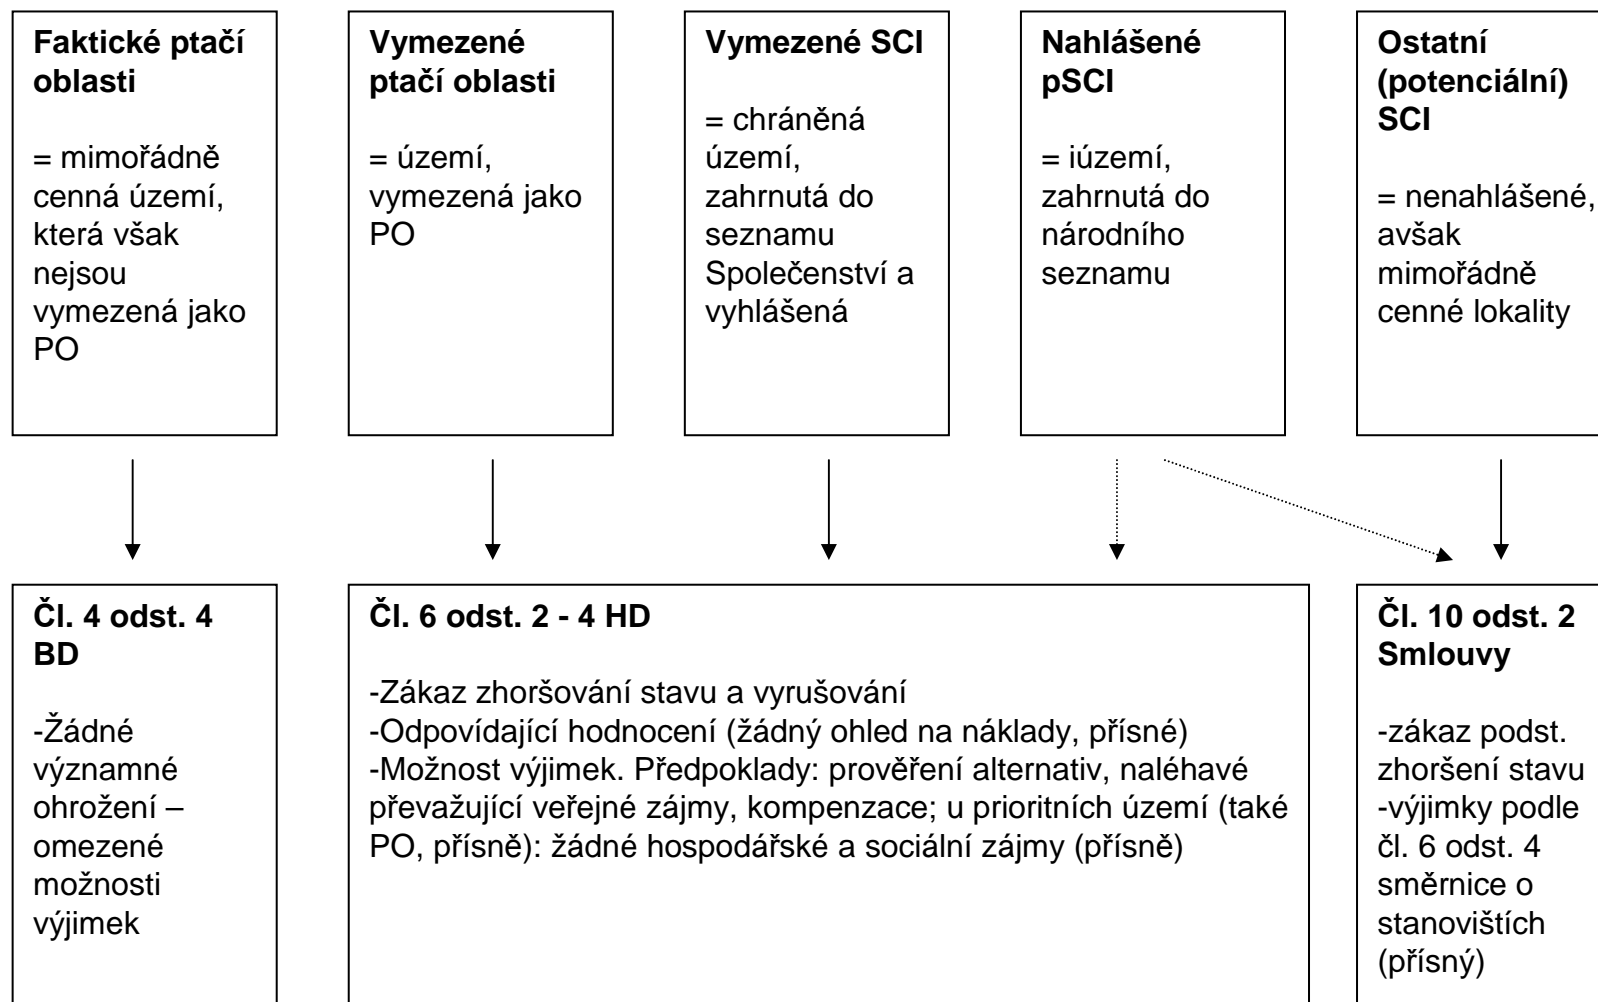 Faktické ptačí
oblasti
= mimořádně
cenná území,
která však
nejsou
vymezená jako
PO
Vymezené
ptačí oblasti
= území,
vymezená jako
PO
Vymezené SCI
= chráněná
území,
zahrnutá do
seznamu
Společenství a
vyhlášená
Nahlášené
pSCI
= iúzemí,
zahrnutá do
národního
seznamu
Ostatní
(potenciální)
SCI
= nenahlášené,
avšak
mimořádně
cenné lokality
Čl. 4 odst. 4
BD
-Žádné
významné
ohrožení –
omezené
možnosti
výjimek
Čl. 6 odst. 2 - 4 HD
-Zákaz zhoršování stavu a vyrušování
-Odpovídající hodnocení (žádný ohled na náklady, přísné)
-Možnost výjimek. Předpoklady: prověření alternativ, naléhavé
převažující veřejné zájmy, kompenzace; u prioritních území (také
PO, přísně): žádné hospodářské a sociální zájmy (přísně)
Čl. 10 odst. 2
Smlouvy
-zákaz podst.
zhoršení stavu
-výjimky podle
čl. 6 odst. 4
směrnice o
stanovištích
(přísný)